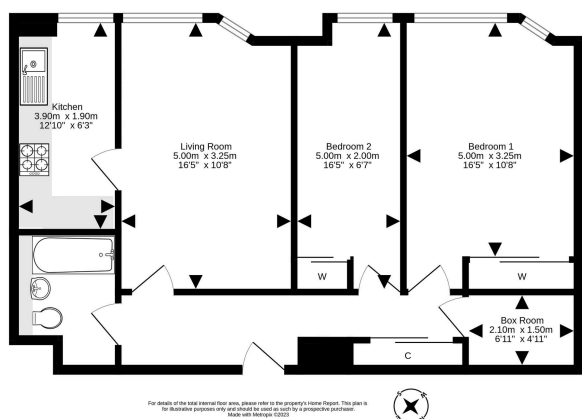 Kitchen
3.90m x 1.90m
12'10" x 6'3"
Living Room
5.00m x 3.25m
16'5" x 10'8"
Bedroom 2
5.00m x 2.00m
16'5" x 6'7"
Bedroom 1
5.00m x 3.25m
16'5" x 10'8"
W
W
Box Room
2.10m x 1.50m
6'11" x 4'11"
C
For details of the total internal floor area, please refer to the property's Home Report. This plan is
for illustrative purposes only and should be used as such by a prospective purchaser.
Made with Metropix ©2023